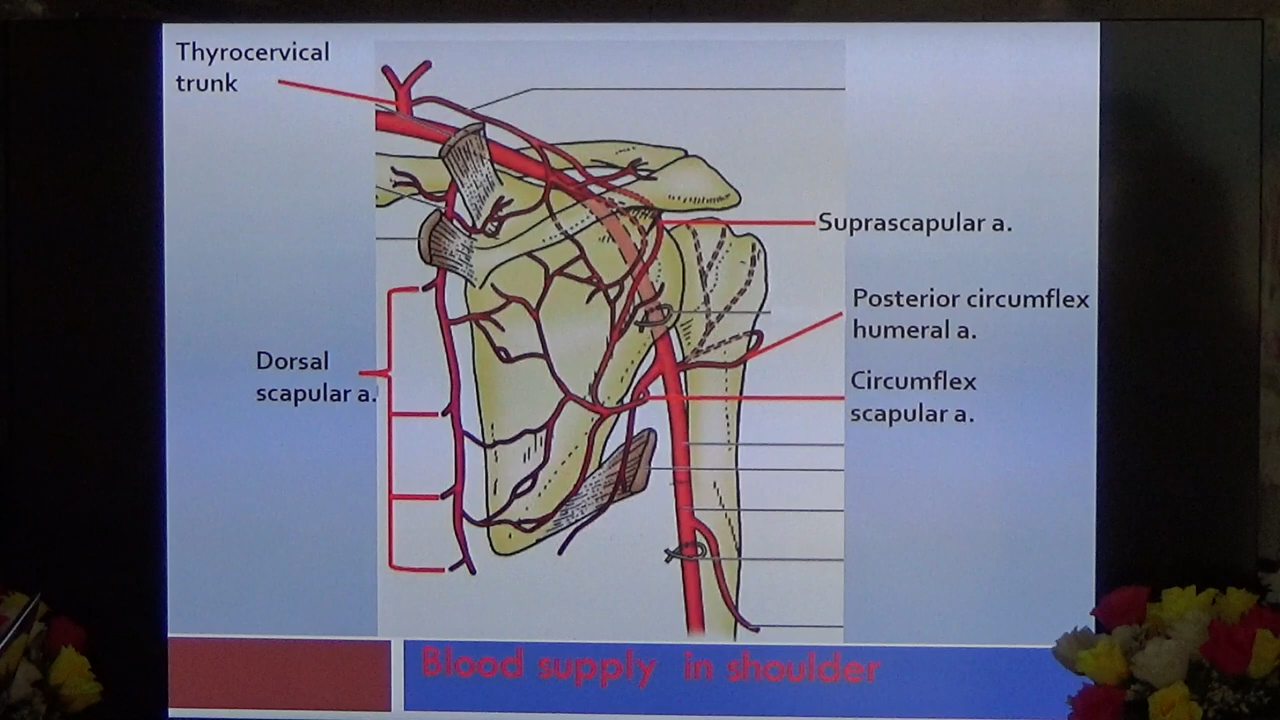 Thyrocervical
trunk
Suprascapular a.
Posterior circumflex
humeral a.
Dorsal
scapular a.
Circumflex
scapular a.
Blood supply in shoulder